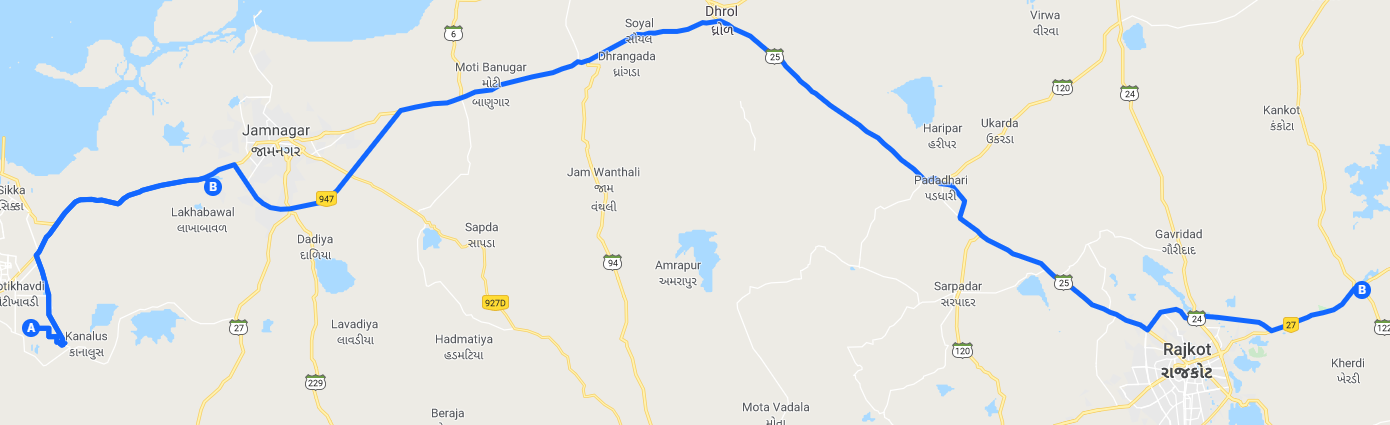 Dhrol
ધ્રોળ
Virwa
વીરવા
Soyal
સોયલ
6
Dhrangada
ધ્રાંગડા
25
Moti Banugar
મોટી
બાણુગાર
120
24
Kankot
કંકોટા
Haripar
હરીપર
Ukarda
ઉકરડા
Jamnagar
જામનગર
Jam Wanthali
જામ
વંથલી
Padadhari
પડધારી
Sikka
સિક્કા
B
947
Lakhabawal
લાખાબાવળ
Sapda
સાપડા
Gavridad
ગૌરીદાદ
Dadiya
દાળિયા
94
Amrapur
અમરાપુર
25
B
Sarpadar
સરપાદર
otikhavdi
ોટીખાવડી
927D
24
27
122
A
Kanalus
કાનાલુસ
27
Lavadiya
લાવડીયા
Hadmatiya
હડમટિયા
120
Rajkot
રાજકોટ
Kherdi
ખેરડી
229
Beraja
Mota Vadala
મોતા